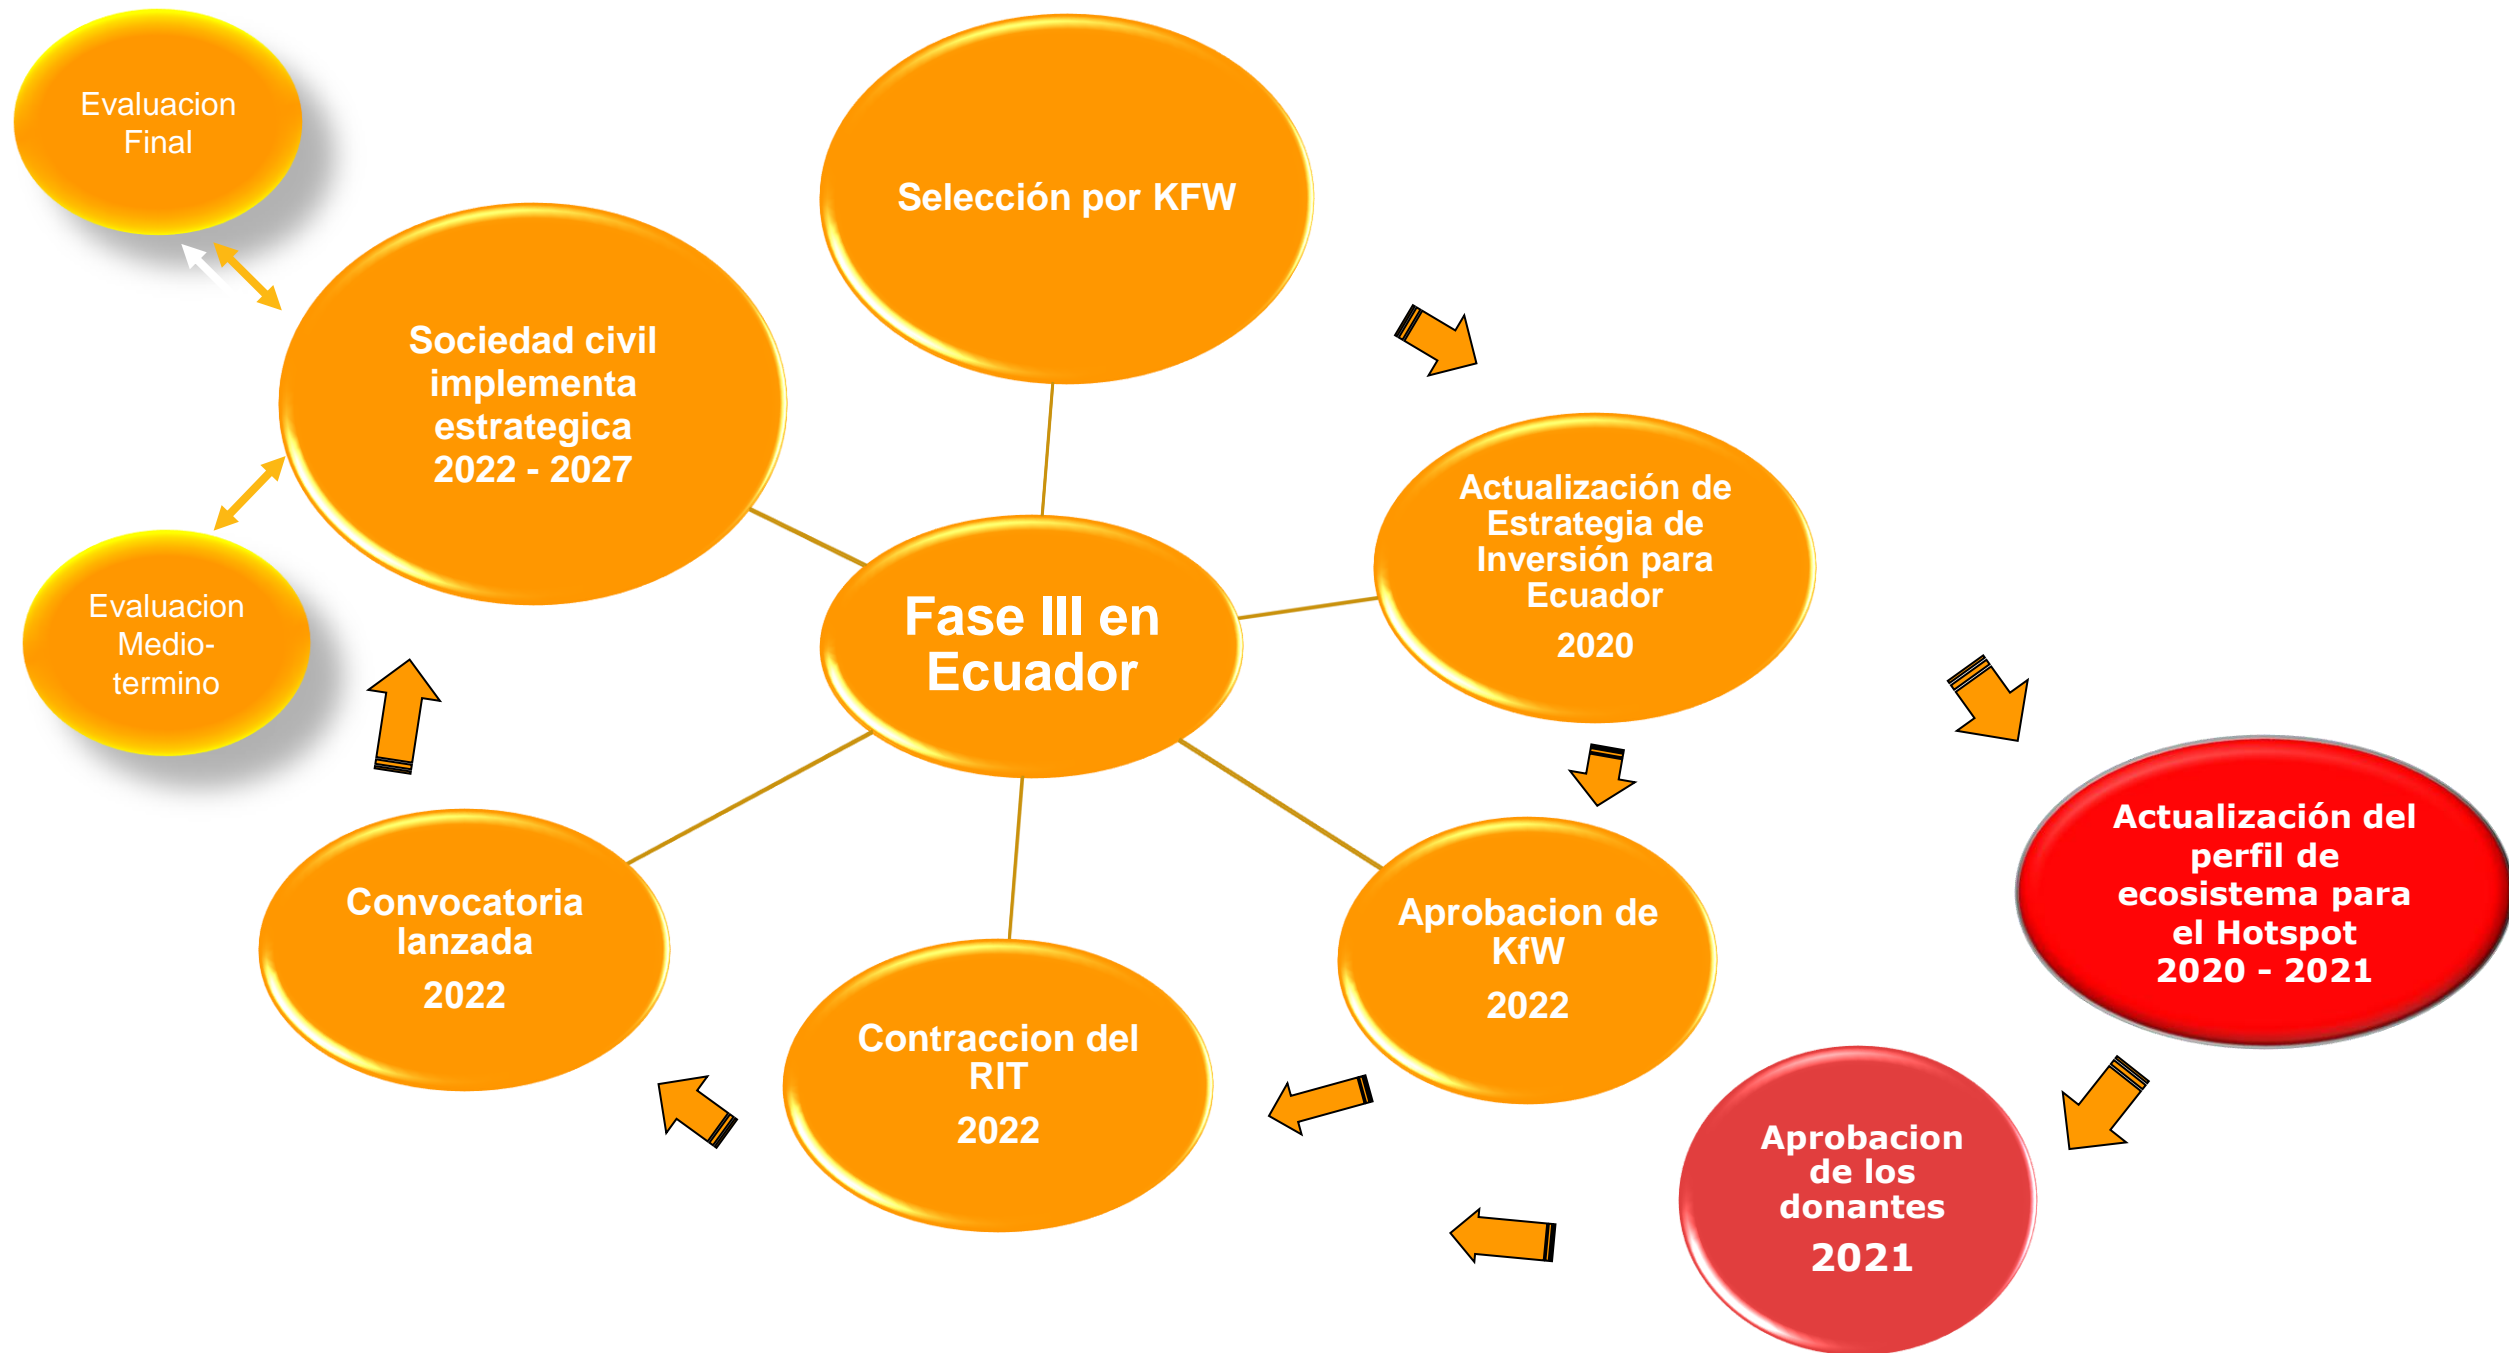 Evaluacion
Final
Selección por KFW
Sociedad civil
implementa
estrategica
2022 - 2027
Actualización de
Estrategia de
Inversión para
Ecuador
2020
Fase III en
Ecuador
Evaluacion
Medio-
termino
Actualización del
perfil de
ecosistema para
el Hotspot
2020 – 2021
Convocatoria
lanzada
2022
Aprobacion de
KfW
2022
Contraccion del
RIT
2022
Aprobacion
de los
donantes
2021